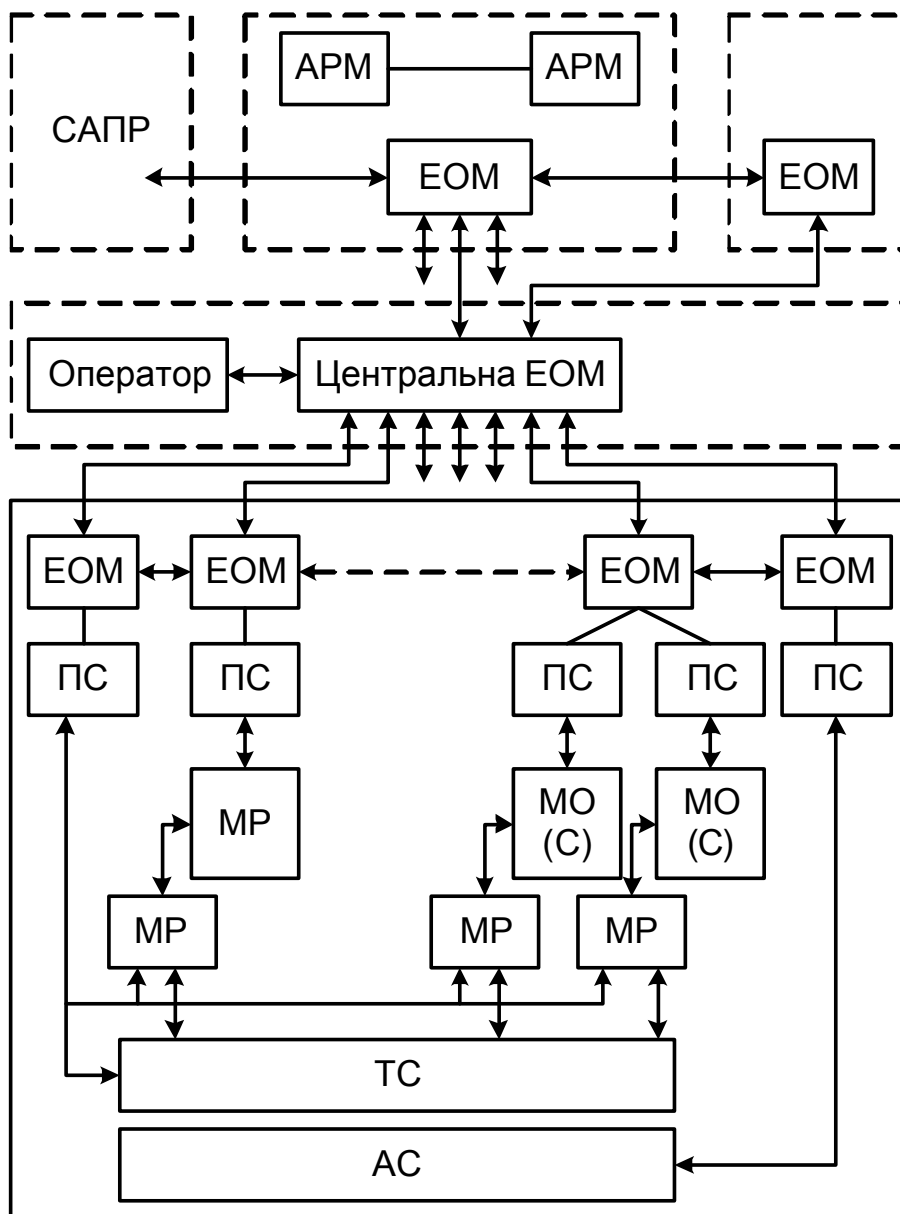 АРМ АРМ
САПР
ЕОМ ЕОМ
Оператор Центральна ЕОМ
ЕОМ ЕОМ ЕОМ ЕОМ
ПС ПС ПС ПС ПС
МР МО МО
(С) (С)
МР МР МР
ТС
АС